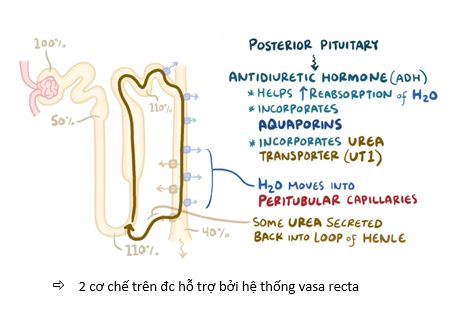 100%
50%
110%
110%
40%
POSTERIOR PITUITARY
ANTIDIURETIC HORMONE (ADH)
* HELPS ↑ REABSORPTION of H2O
* INCORPORATES
AQUAPORINS
* INCORPORATES UREA
TRANSPORTER (UT1)
H2O MOVES INTO
PERITUBULAR CAPILLARIES
SOME UREA SECRETED
BACK INTO LOOP of HENLE
⇨ 2 cơ chế trên đc hỗ trợ bởi hệ thống vasa recta